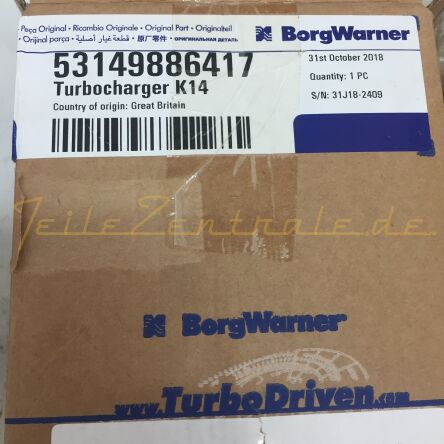 Peça Original • Ricambio Originale • Original Part • Originalteil
Orijinal parça • قطعة غيار أصلية • 原厂零件 • ОРИГИНАЛЬНАЯ ДЕТАЛЬ
BorgWarner
53149886417
Turbocharger K14
Country of origin: Great Britain
31st October 2018
Quantity: 1 PC
S/N: 31J18-2409
TeileZentrale.de
BorgWarner
www.TurboDriven.com